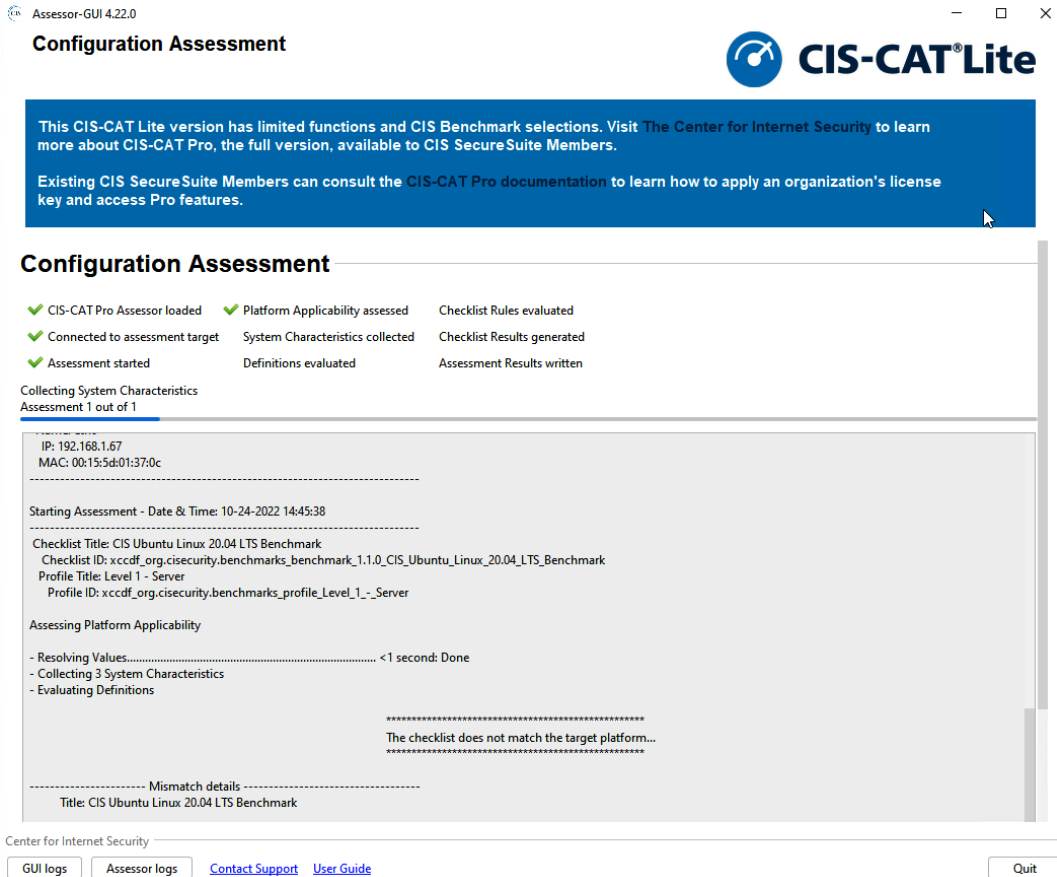 Assessor-GUI 4.22.0
Configuration Assessment
CIS-CAT®Lite
This CIS-CAT Lite version has limited functions and CIS Benchmark selections. Visit The Center for Internet Security to learn
more about CIS-CAT Pro, the full version, available to CIS SecureSuite Members.
Existing CIS SecureSuite Members can consult the CIS-CAT Pro documentation to learn how to apply an organization's license
key and access Pro features.
Configuration Assessment
CIS-CAT Pro Assessor loaded Platform Applicability assessed Checklist Rules evaluated
Connected to assessment target System Characteristics collected Checklist Results generated
Assessment started Definitions evaluated Assessment Results written
Collecting System Characteristics
Assessment 1 out of 1
IP: 192.168.1.67
MAC: 00:15:5d:01:37:0c
------------------------------------------------------------------------------
Starting Assessment - Date & Time: 10-24-2022 14:45:38
------------------------------------------------------------------------------
Checklist Title: CIS Ubuntu Linux 20.04 LTS Benchmark
Checklist ID: xccdf_org.cisecurity.benchmarks_benchmark_1.1.0_CIS_Ubuntu_Linux_20.04_LTS_Benchmark
Profile Title: Level 1 - Server
Profile ID: xccdf_org.cisecurity.benchmarks_profile_Level_1_-_Server
Assessing Platform Applicability
- Resolving Values................................................................................... <1 second: Done
- Collecting 3 System Characteristics
- Evaluating Definitions
***************************************************
The checklist does not match the target platform...
***************************************************
----------------------- Mismatch details -----------------------------------
Title: CIS Ubuntu Linux 20.04 LTS Benchmark
Center for Internet Security
GUI logs Assessor logs Contact Support User Guide Quit